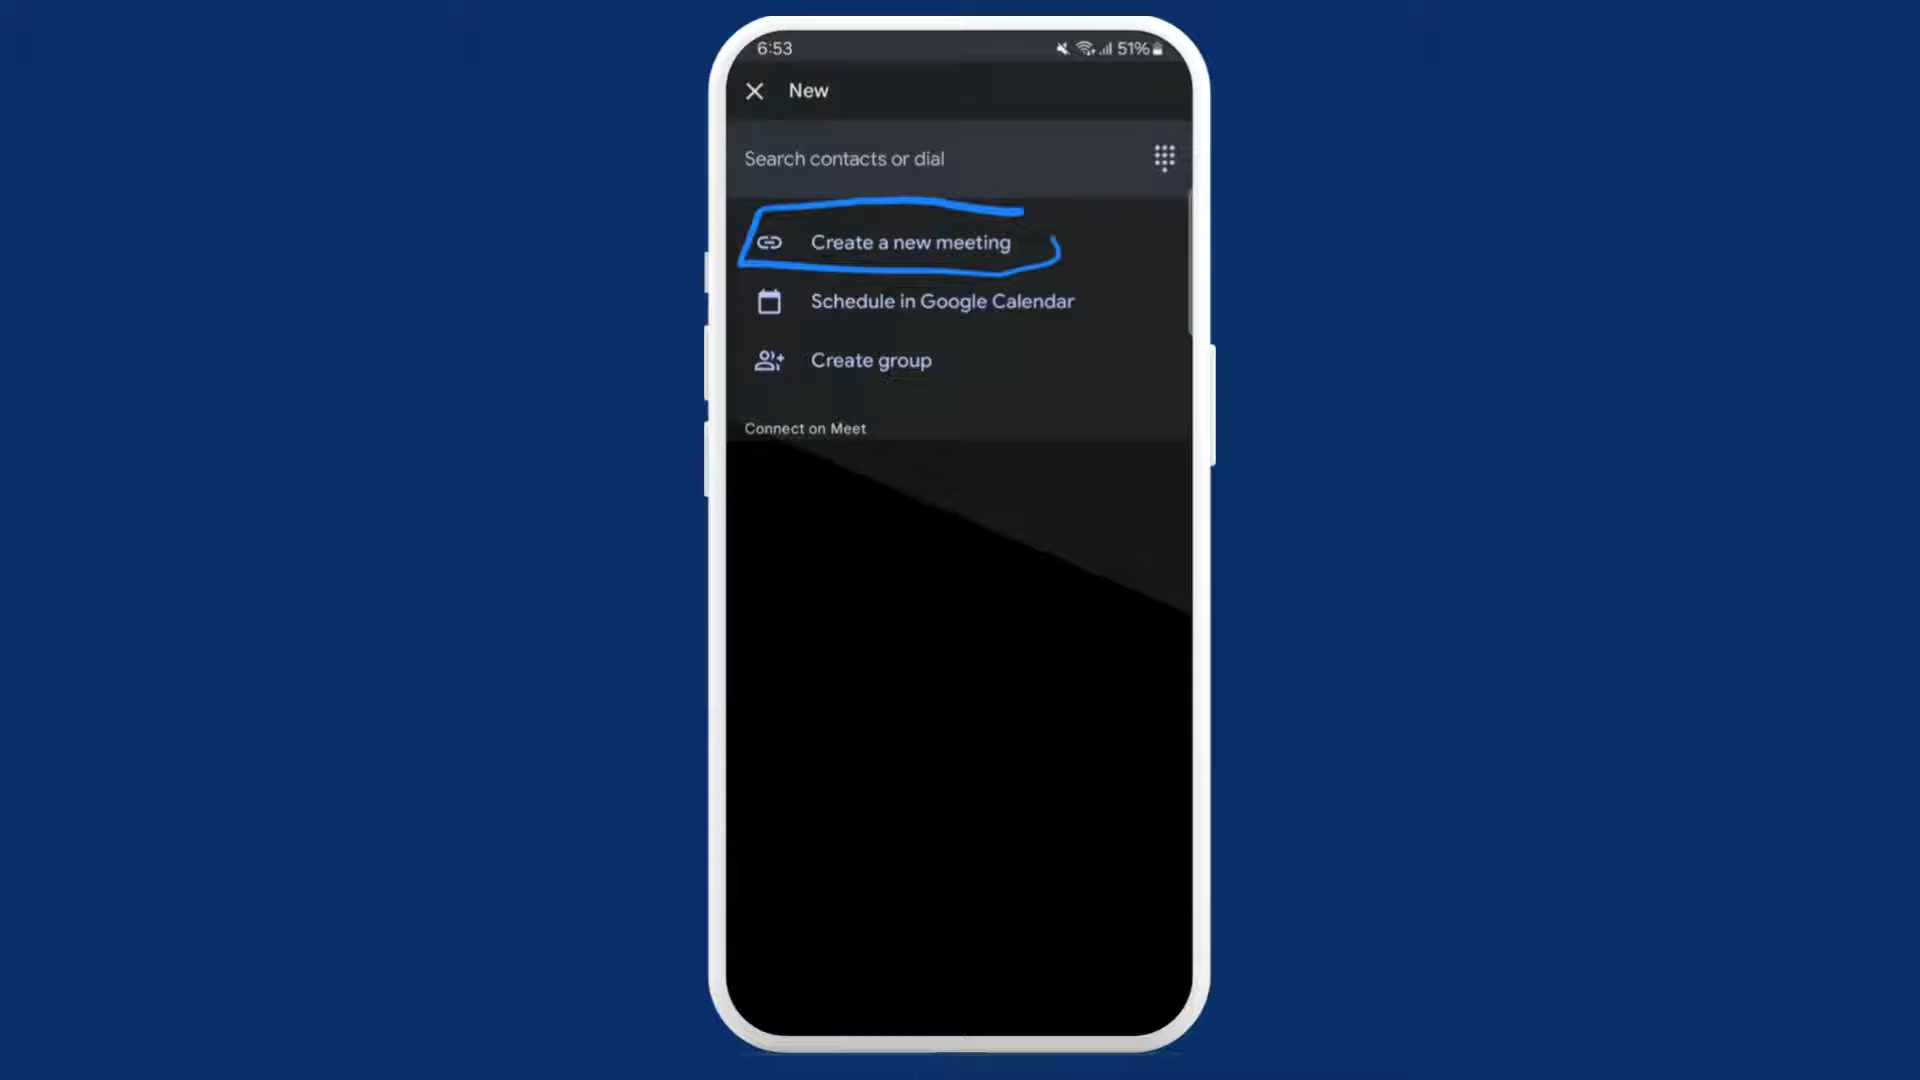 6:53 51%
New
Search contacts or dial
Create a new meeting
Schedule in Google Calendar
Create group
Connect on Meet